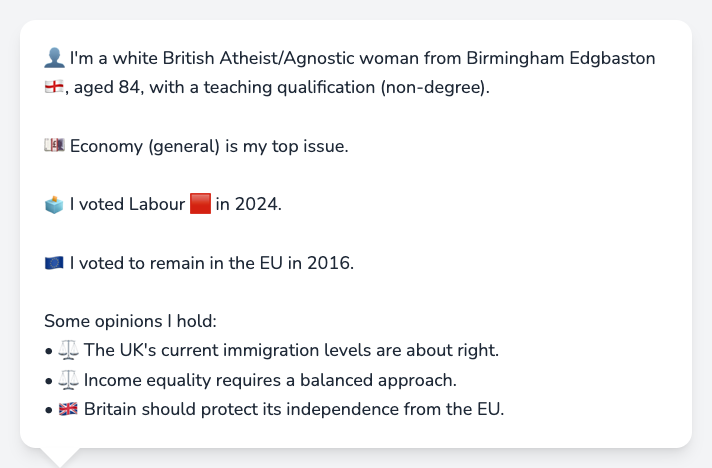 👤 I'm a white British Atheist/Agnostic woman from Birmingham Edgbaston
🏴󠁧󠁢󠁥󠁮󠁧󠁿, aged 84, with a teaching qualification (non-degree).
💷 Economy (general) is my top issue.
🗳️ I voted Labour 🟥 in 2024.
🇪🇺 I voted to remain in the EU in 2016.
Some opinions I hold:
• ⚖️ The UK's current immigration levels are about right.
• ⚖️ Income equality requires a balanced approach.
• 🇬🇧 Britain should protect its independence from the EU.